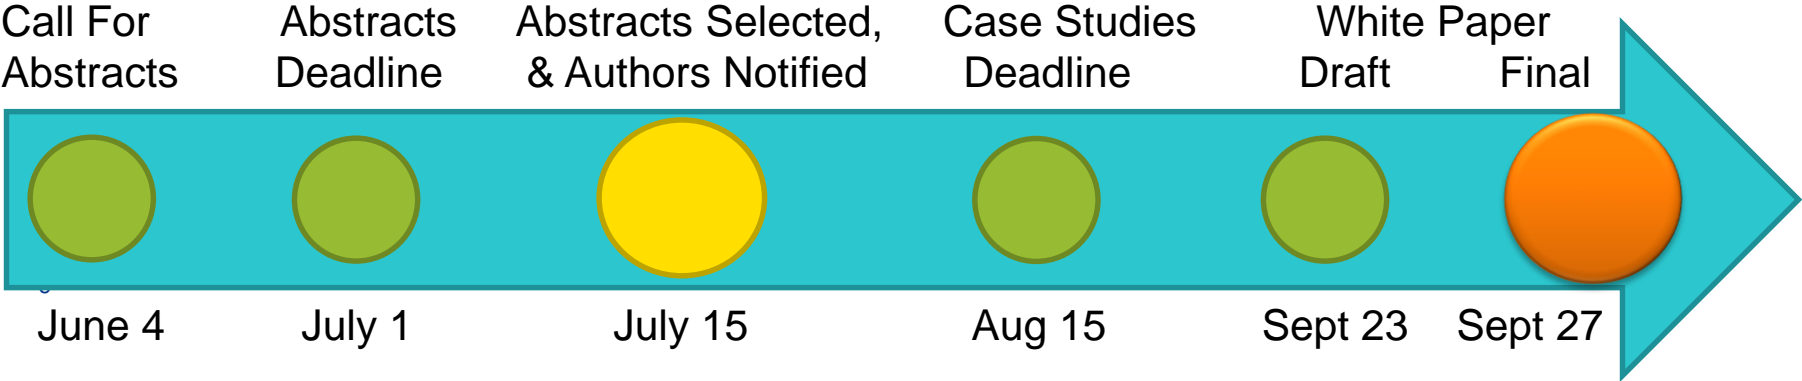 Call For Abstracts Abstracts Selected, Case Studies White Paper
Abstracts Deadline & Authors Notified Deadline Draft Final
June 4 July 1 July 15 Aug 15 Sept 23 Sept 27